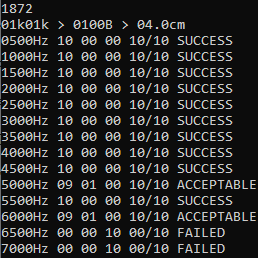 1872
01k01k > 0100B > 04.0cm
0500Hz 10 00 00 10/10 SUCCESS
1000Hz 10 00 00 10/10 SUCCESS
1500Hz 10 00 00 10/10 SUCCESS
2000Hz 10 00 00 10/10 SUCCESS
2500Hz 10 00 00 10/10 SUCCESS
3000Hz 10 00 00 10/10 SUCCESS
3500Hz 10 00 00 10/10 SUCCESS
4000Hz 10 00 00 10/10 SUCCESS
4500Hz 10 00 00 10/10 SUCCESS
5000Hz 09 01 00 10/10 ACCEPTABLE
5500Hz 10 00 00 10/10 SUCCESS
6000Hz 09 01 00 10/10 ACCEPTABLE
6500Hz 00 00 10 00/10 FAILED
7000Hz 00 00 10 00/10 FAILED